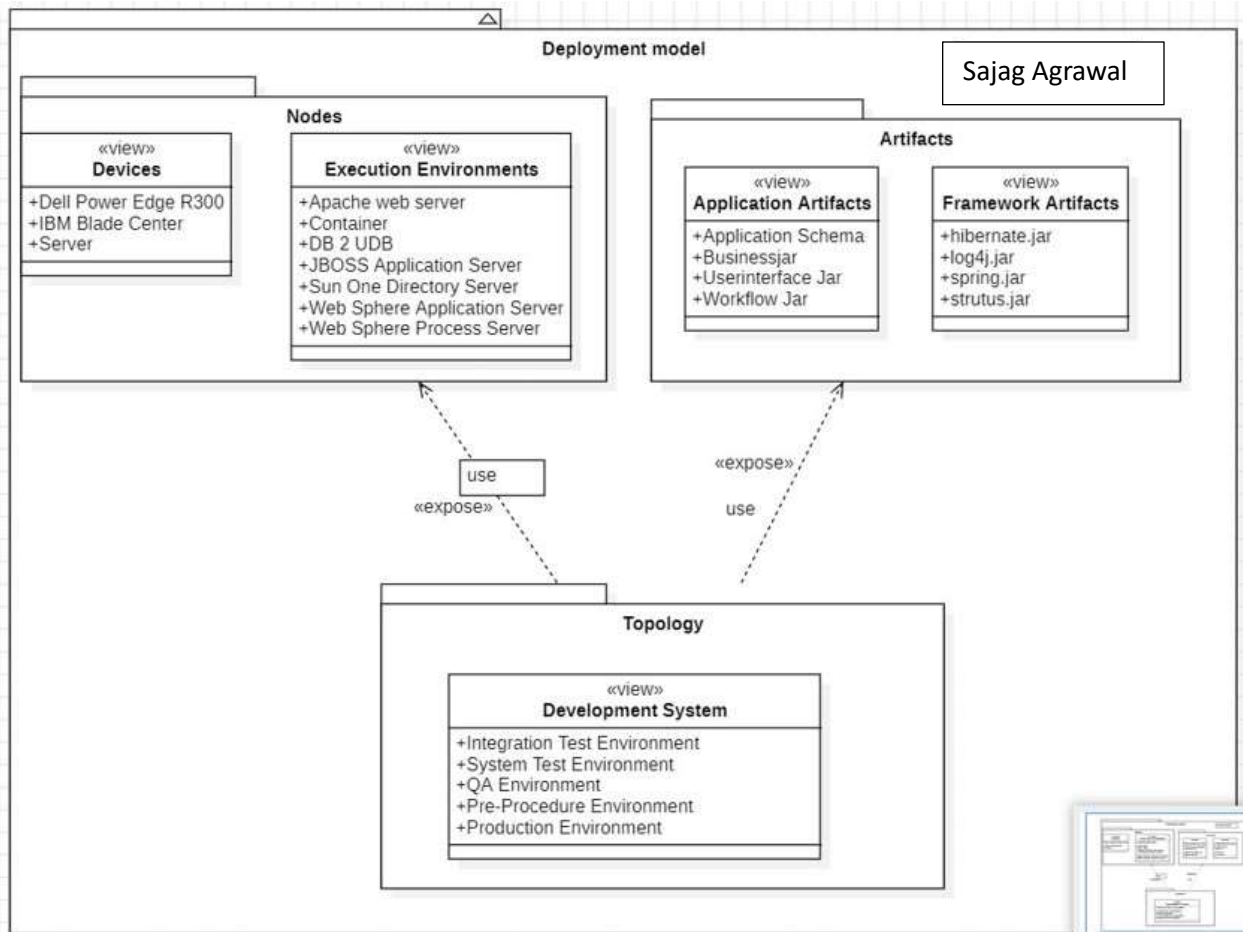 Deployment model
Sajag Agrawal
Nodes
«view»
Devices
+Dell Power Edge R300
+IBM Blade Center
+Server
«view»
Execution Environments
+Apache web server
+Container
+DB 2 UDB
+JBOSS Application Server
+Sun One Directory Server
+Web Sphere Application Server
+Web Sphere Process Server
Artifacts
«view»
Application Artifacts
+Application Schema
+Businessjar
+Userinterface Jar
+Workflow Jar
«view»
Framework Artifacts
+hibernate.jar
+log4j.jar
+spring.jar
+strutus.jar
use
«expose»
«expose»
use
Topology
«view»
Development System
+Integration Test Environment
+System Test Environment
+QA Environment
+Pre-Procedure Environment
+Production Environment